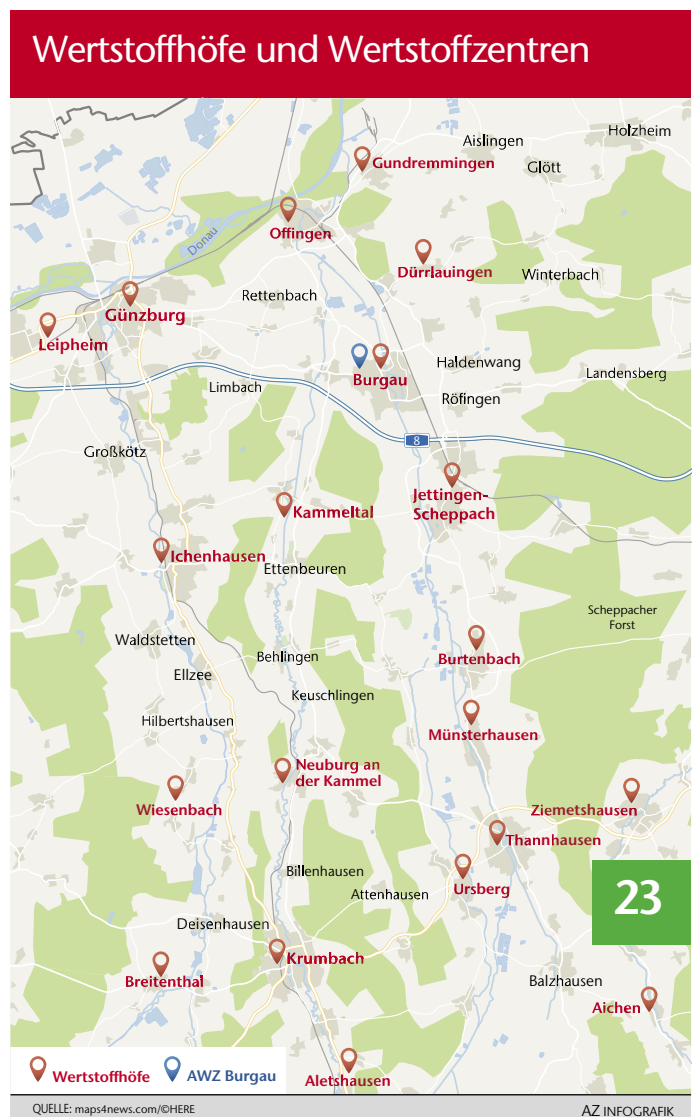 Wertstoffhöfe und Wertstoffzentren
Holzheim
Aislingen
Gundremmingen
Glött
Offingen
Donau
Dürrlauingen
Winterbach
Rettenbach
Günzburg
Leipheim
Haldenwang
Landensberg
Burgau
Limbach
Röfingen
8
Großkötz
Jettingen-
Scheppach
Kammeltal
Ichenhausen
Ettenbeuren
Scheppacher
Forst
Waldstetten
Behlingen
Burtenbach
Ellzee
Keuschlingen
Hilbertshausen
Münsterhausen
Neuburg an
der Kammel
Wiesenbach
Ziemetshausen
Thannhausen
Billenhausen
Ursberg
Attenhausen
23
Deisenhausen
Krumbach
Breitenthal
Balzhausen
Aichen
Aletshausen
Wertstoffhöfe
AWZ Burgau
QUELLE: maps4news.com/©HERE
AZ INFOGRAFIK